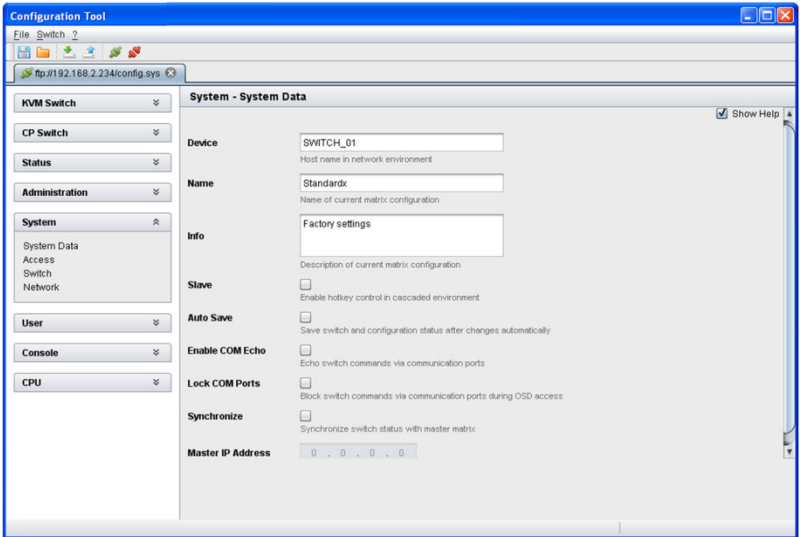 Configuration Tool
File Switch ?
ftp://192.168.2.234/config.sys
KVM Switch
CP Switch
Status
Administration
System
System Data
Access
Switch
Network
User
Console
CPU
System - System Data
Show Help
Device
SWITCH_01
Host name in network environment
Name
Standardx
Name of current matrix configuration
Info
Factory settings
Description of current matrix configuration
Slave
Enable hotkey control in cascaded environment
Auto Save
Save switch and configuration status after changes automatically
Enable COM Echo
Echo switch commands via communication ports
Lock COM Ports
Block switch commands via communication ports during OSD access
Synchronize
Synchronize switch status with master matrix
Master IP Address
0 . 0 . 0 . 0